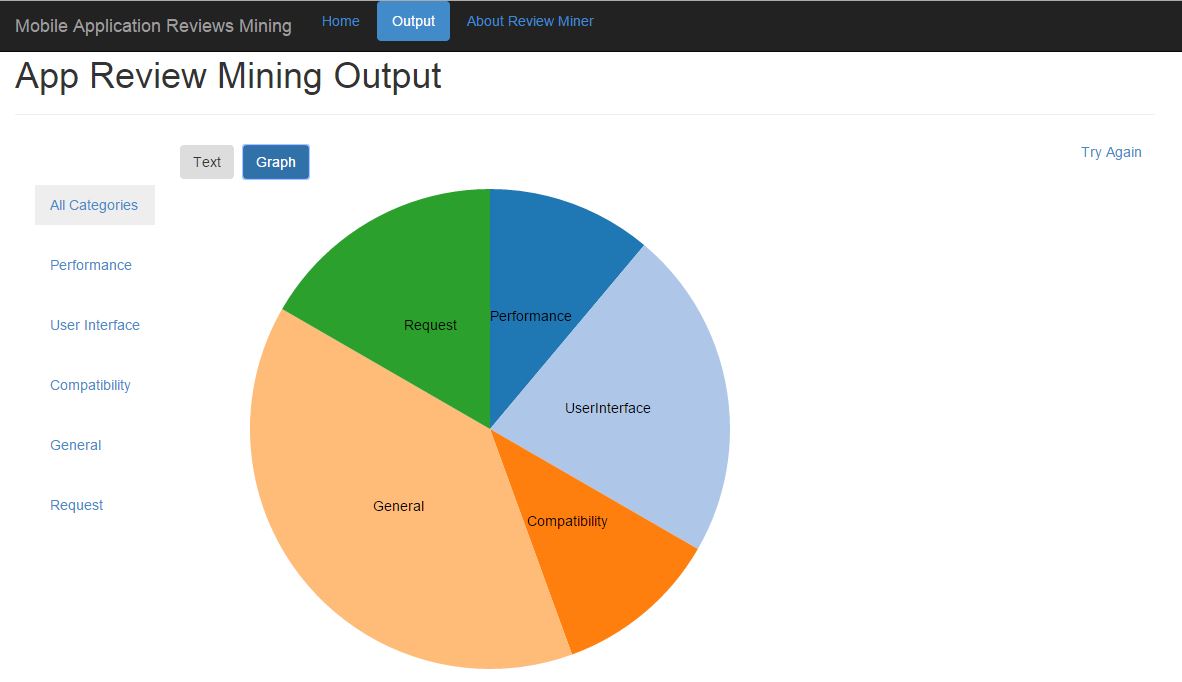 Mobile Application Reviews Mining Home Output About Review Miner
App Review Mining Output
Text Graph Try Again
All Categories
Performance
User Interface
Compatibility
General
Request
Performance
Request
UserInterface
General
Compatibility